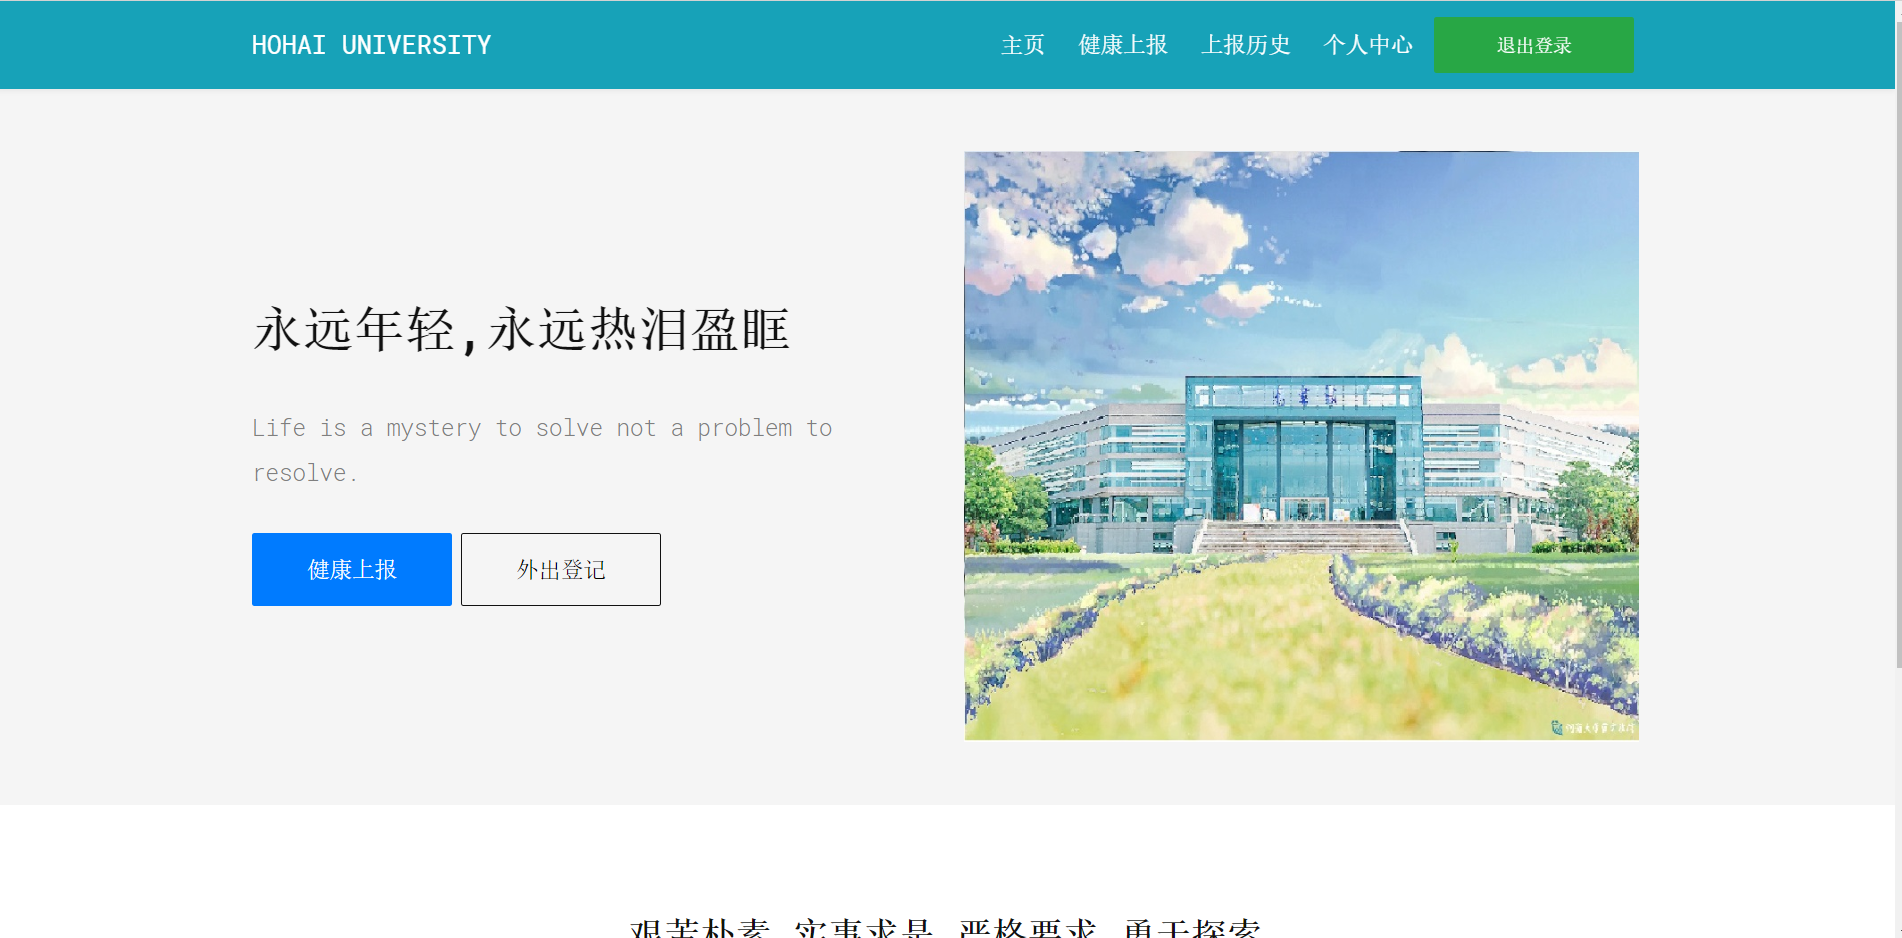 HOHAI UNIVERSITY
主页 健康上报 上报历史 个人中心 退出登录
永远年轻,永远热泪盈眶
Life is a mystery to solve not a problem to
resolve.
健康上报 外出登记
艰苦朴素 实事求是 严格要求 勇于探索